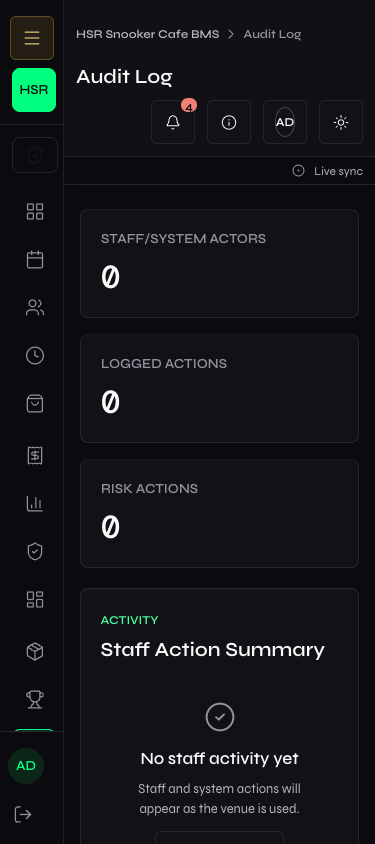 HSR Snooker Cafe BMS > Audit Log
HSR
Audit Log
4
AD
Live sync
STAFF/SYSTEM ACTORS
0
LOGGED ACTIONS
0
RISK ACTIONS
0
ACTIVITY
Staff Action Summary
No staff activity yet
Staff and system actions will
appear as the venue is used.
AD